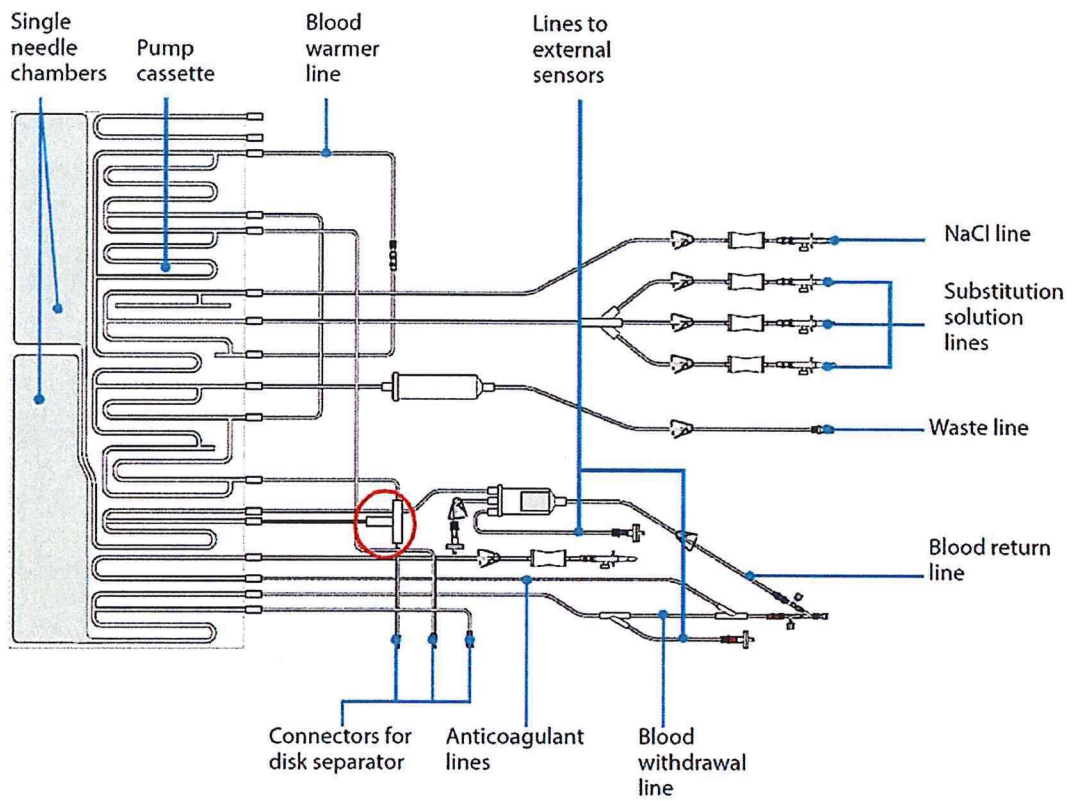 Single
needle
chambers
Pump
cassette
Blood
warmer
line
Lines to
external
sensors
NaCl line
Substitution
solution
lines
Waste line
Blood return
line
Connectors for
disk separator
Anticoagulant
lines
Blood
withdrawal
line